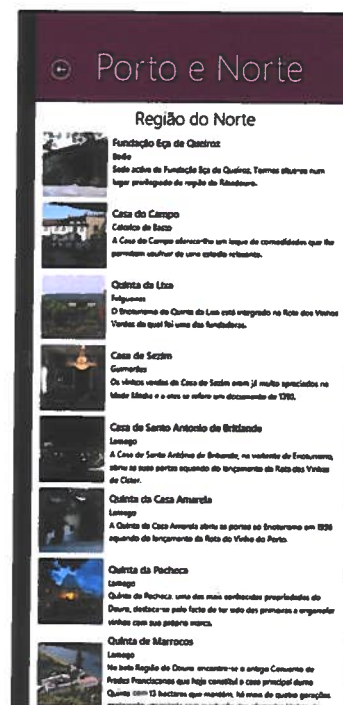 Porto e Norte
Região do Norte
Fundação Eça de Queiroz
Baião
Sede activa da Fundação Eça de Queiroz, Tormes situa-se num
lugar privilegiado da região do Ribadouro.
Casa do Campo
Celorico de Basto
A Casa do Campo oferece-lhe um leque de comodidades que lhe
permitem usufruir de uma estadia relaxante.
Quinta da Lixa
Felgueiras
O Enoturismo da Quinta da Lixa está integrado na Rota dos Vinhos
Verdes da qual foi uma das fundadoras.
Casa de Sezim
Guimarães
Os vinhos verdes da Casa de Sezim eram já muito apreciados na
Idade Média e a eles se refere um documento de 1390.
Casa de Santo Antonio de Britiande
Lamego
A Casa de Santo António de Britiande, na vertente de Enoturismo,
abriu as suas portas aquando do lançamento da Rota das Vinhas
de Cister.
Quinta da Casa Amarela
Lamego
A Quinta da Casa Amarela abriu as portas ao Enoturismo em 1996
aquando do lançamento da Rota do Vinho do Porto.
Quinta da Pacheca
Lamego
Quinta da Pacheca, uma das mais conhecidas propriedades do
Douro, destaca-se pelo facto de ter sido das primeiras a engarrafar
vinhos com sua própria marca.
Quinta de Marrocos
Lamego
Na bela Região do Douro encontra-se o antigo Convento de
Frades Franciscanos que hoje constitui a casa principal duma
Quinta com 13 hectares que mantém, há mais de quatro gerações